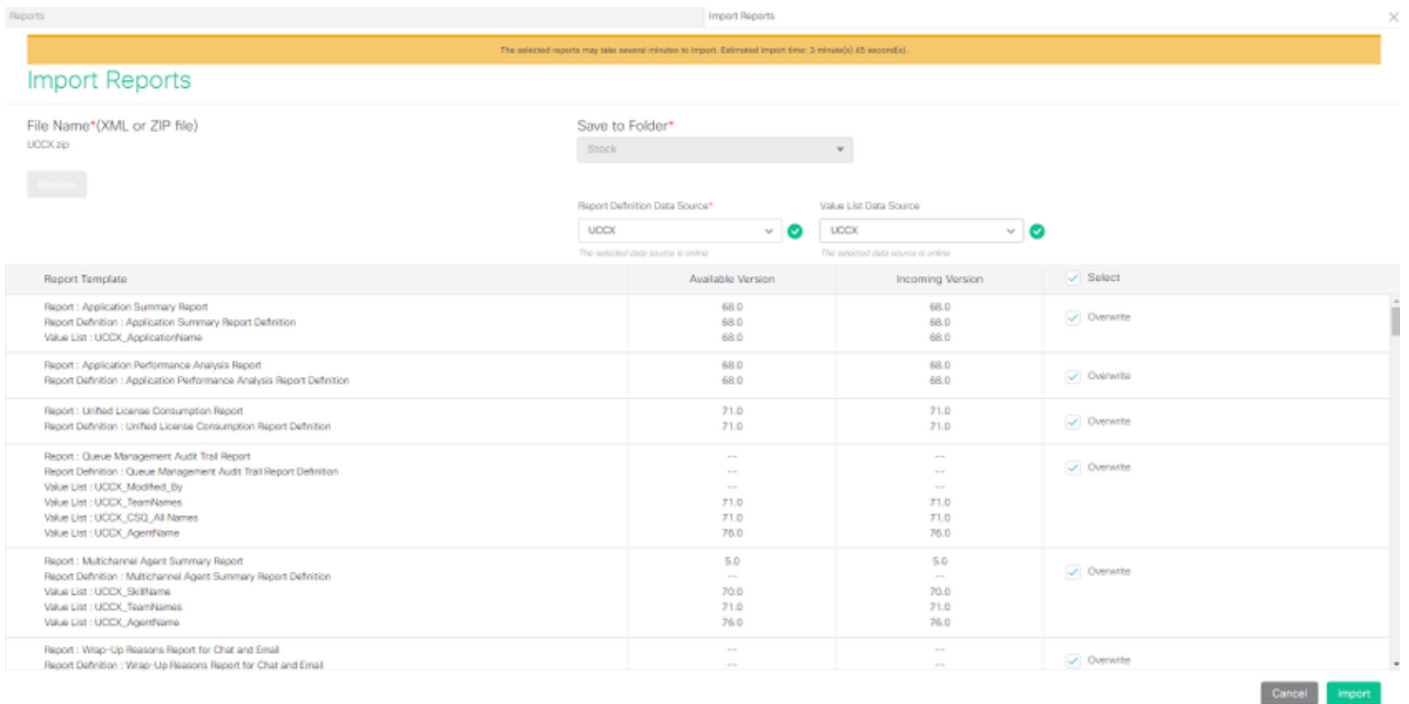 Reports
Import Reports
The selected reports may take several minutes to import. Estimated import time: 3 minute(s) 45 second(s).
Import Reports
File Name*(XML or ZIP file)
UCCX.zip
Browse
Save to Folder*
Stock
Report Definition Data Source*
Value List Data Source
UCCX
UCCX
The selected data source is online
The selected data source is online
Report Template Available Version Incoming Version Select
Report : Application Summary Report 68.0 68.0
Report Definition : Application Summary Report Definition 68.0 68.0 Overwrite
Value List : UCCX_ApplicationName 68.0 68.0
Report : Application Performance Analysis Report 68.0 68.0
Report Definition : Application Performance Analysis Report Definition 68.0 68.0 Overwrite
Report : Unified License Consumption Report 71.0 71.0
Report Definition : Unified License Consumption Report Definition 71.0 71.0 Overwrite
Report : Queue Management Audit Trail Report -- --
Report Definition : Queue Management Audit Trail Report Definition -- -- Overwrite
Value List : UCCX_Modified_By -- --
Value List : UCCX_TeamNames 71.0 71.0
Value List : UCCX_CSQ_All Names 71.0 71.0
Value List : UCCX_AgentName 76.0 76.0
Report : Multichannel Agent Summary Report 5.0 5.0
Report Definition : Multichannel Agent Summary Report Definition -- -- Overwrite
Value List : UCCX_SkillName 70.0 70.0
Value List : UCCX_TeamNames 71.0 71.0
Value List : UCCX_AgentName 76.0 76.0
Report : Wrap-Up Reasons Report for Chat and Email -- --
Report Definition : Wrap-Up Reasons Report for Chat and Email -- -- Overwrite
Cancel
Import